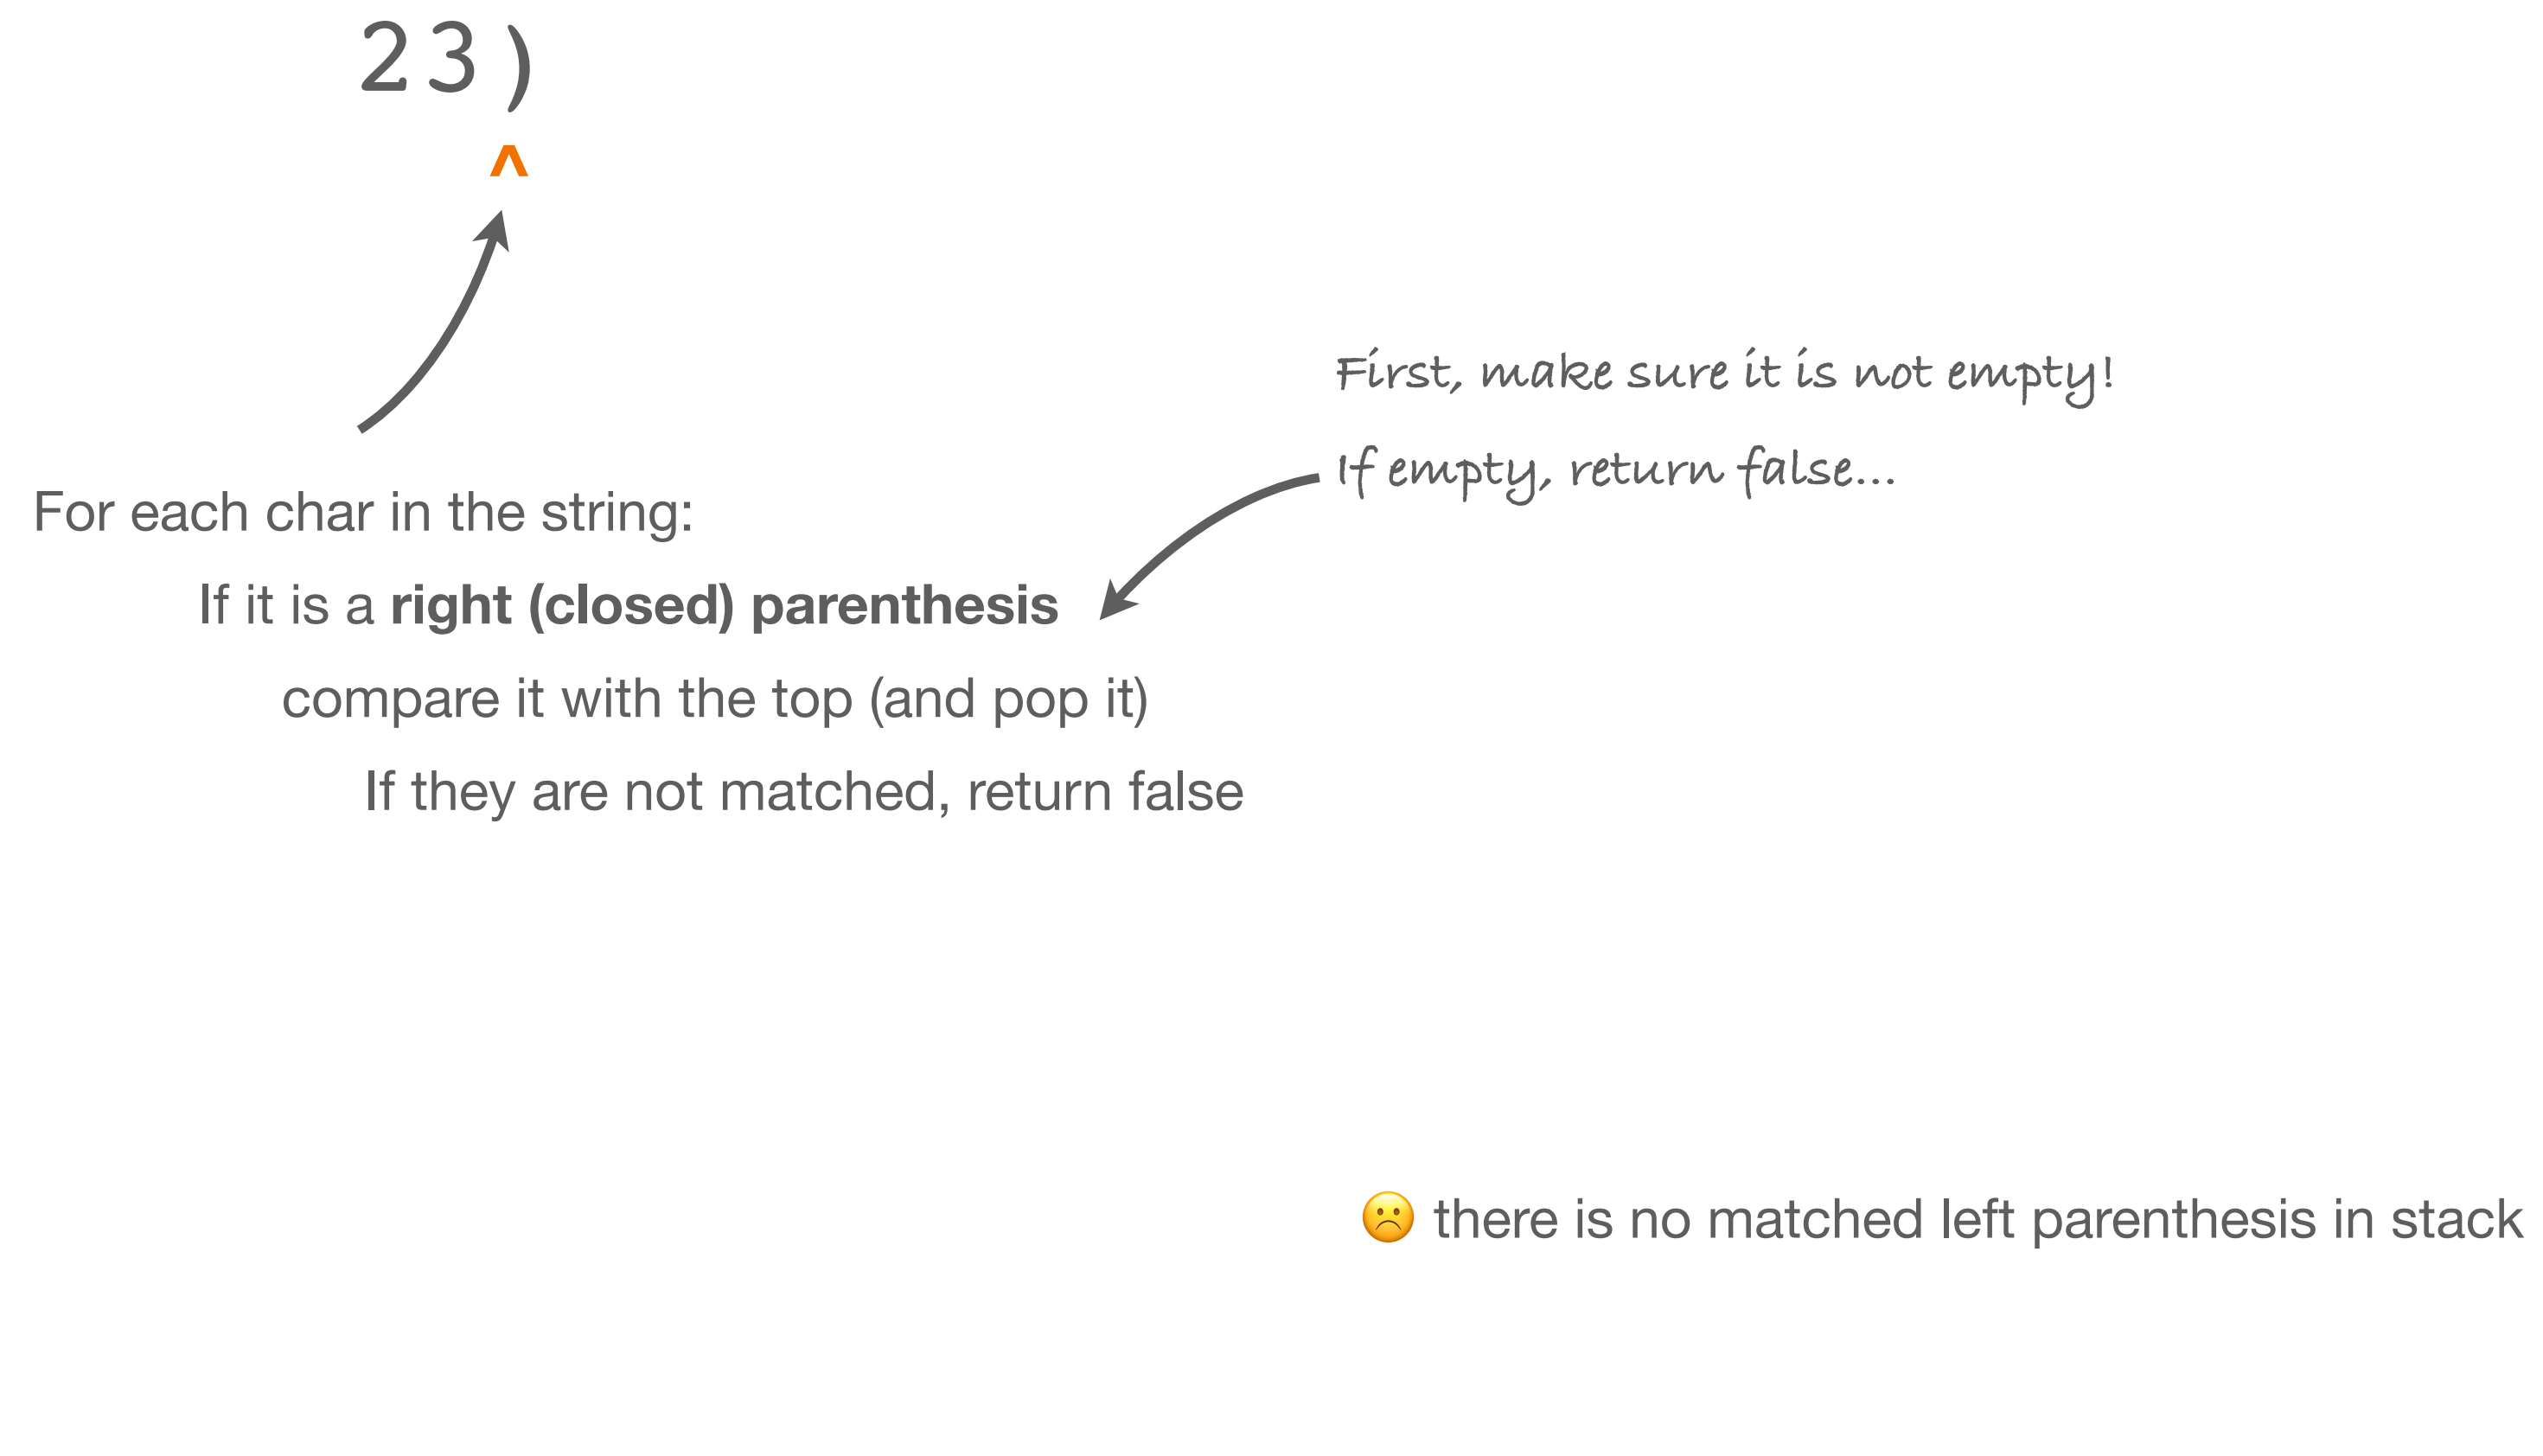 23)
^
First, make sure it is not empty!
If empty, return false...
For each char in the string:
If it is a right (closed) parenthesis
compare it with the top (and pop it)
If they are not matched, return false
☹️ there is no matched left parenthesis in stack